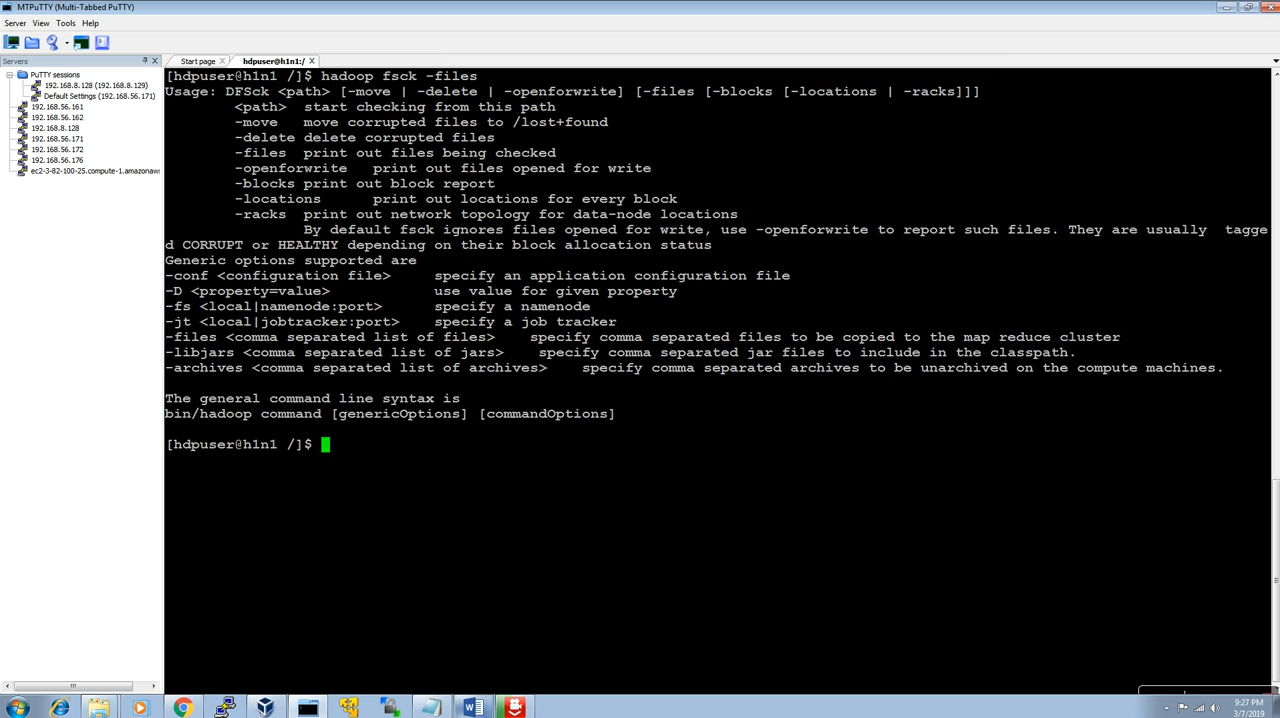 MTPuTTY (Multi-Tabbed PuTTY)
Server View Tools Help
Servers
Start page
hdpuser@h1n1:/
PuTTY sessions
192.168.8.128 (192.168.8.129)
Default Settings (192.168.56.171)
192.168.56.161
192.168.56.162
192.168.8.128
192.168.56.171
192.168.56.172
192.168.56.176
ec2-3-82-100-25.compute-1.amazonaw
[hdpuser@h1n1 /]$ hadoop fsck -files
Usage: DFSck <path> [-move | -delete | -openforwrite] [-files [-blocks [-locations | -racks]]]
<path> start checking from this path
-move move corrupted files to /lost+found
-delete delete corrupted files
-files print out files being checked
-openforwrite print out files opened for write
-blocks print out block report
-locations print out locations for every block
-racks print out network topology for data-node locations
By default fsck ignores files opened for write, use -openforwrite to report such files. They are usually tagge
d CORRUPT or HEALTHY depending on their block allocation status
Generic options supported are
-conf <configuration file> specify an application configuration file
-D <property=value> use value for given property
-fs <local|namenode:port> specify a namenode
-jt <local|jobtracker:port> specify a job tracker
-files <comma separated list of files> specify comma separated files to be copied to the map reduce cluster
-libjars <comma separated list of jars> specify comma separated jar files to include in the classpath.
-archives <comma separated list of archives> specify comma separated archives to be unarchived on the compute machines.
The general command line syntax is
bin/hadoop command [genericOptions] [commandOptions]
[hdpuser@h1n1 /]$
9:27 PM
3/7/2019